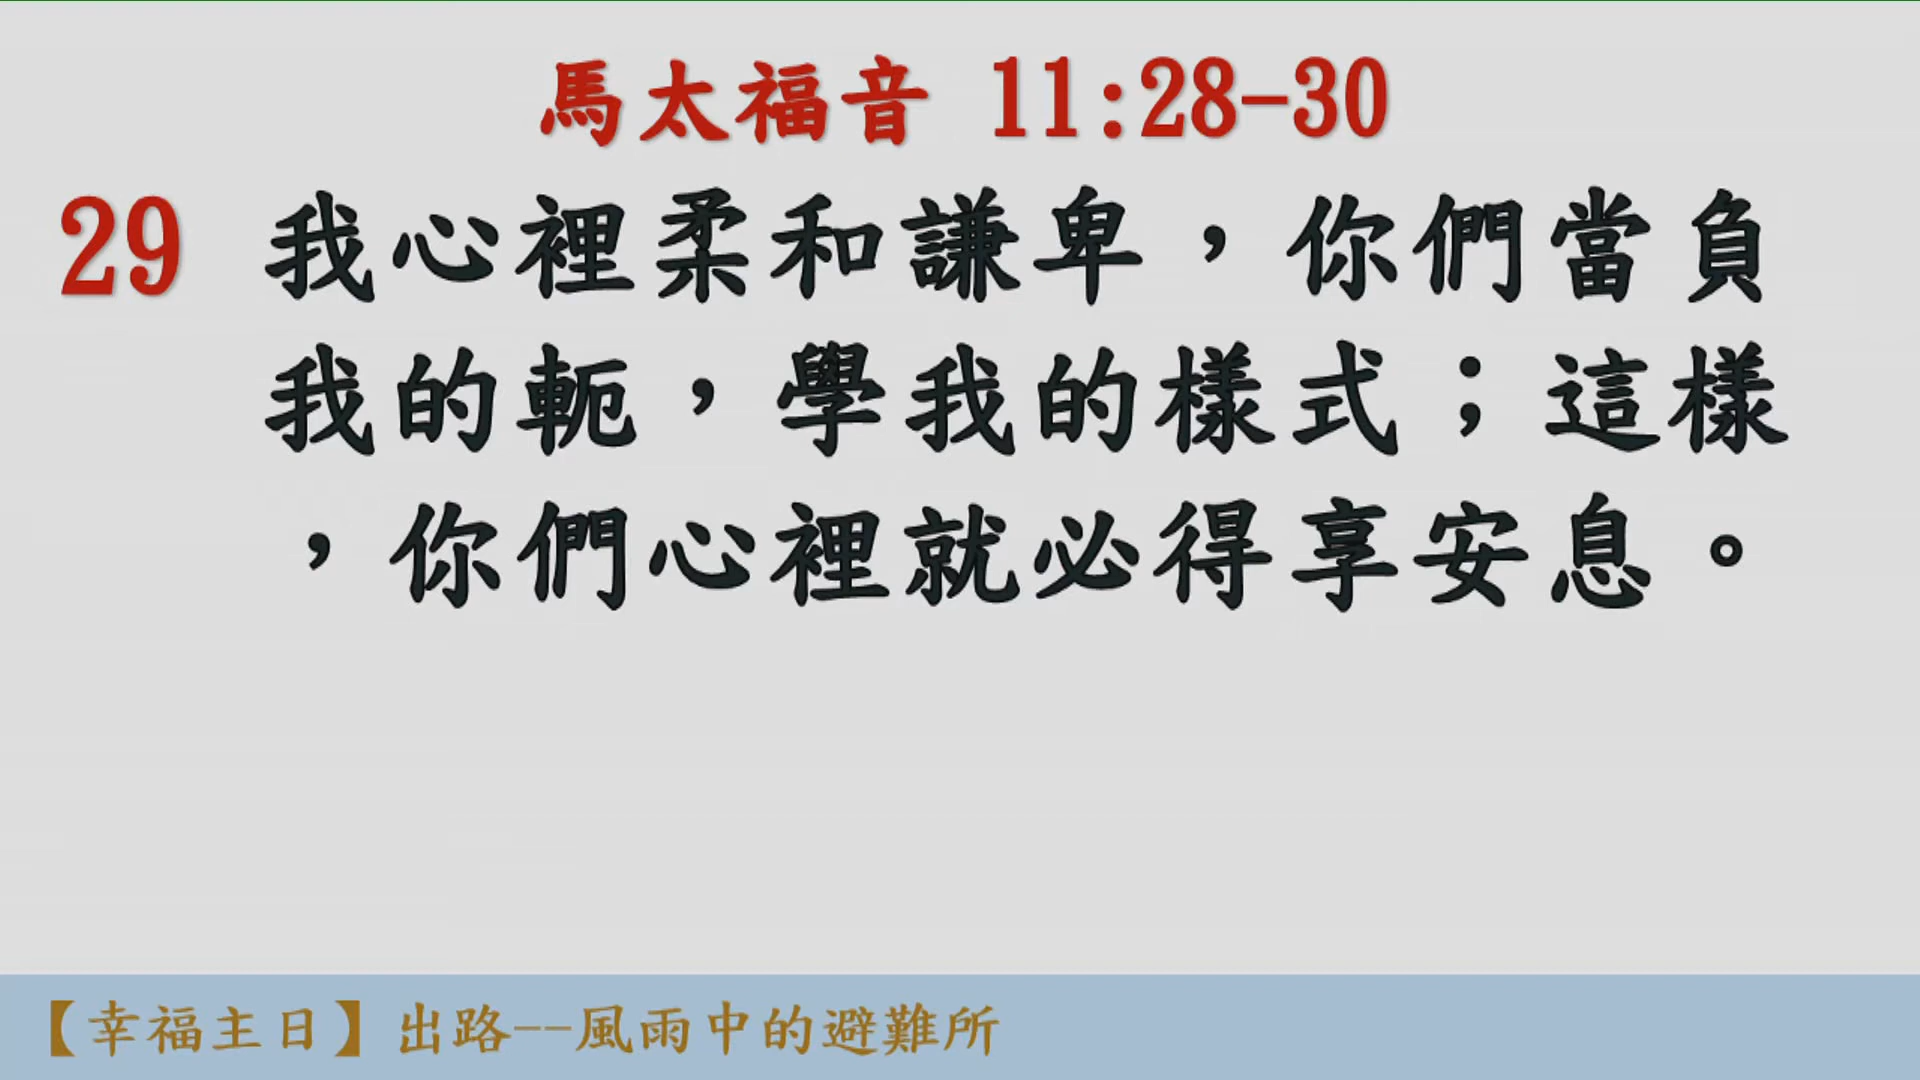 馬太福音 11:28-30
29 我心裡柔和謙卑，你們當負
我的軛，學我的樣式；這樣
，你們心裡就必得享安息。
【幸福主日】出路--風雨中的避難所